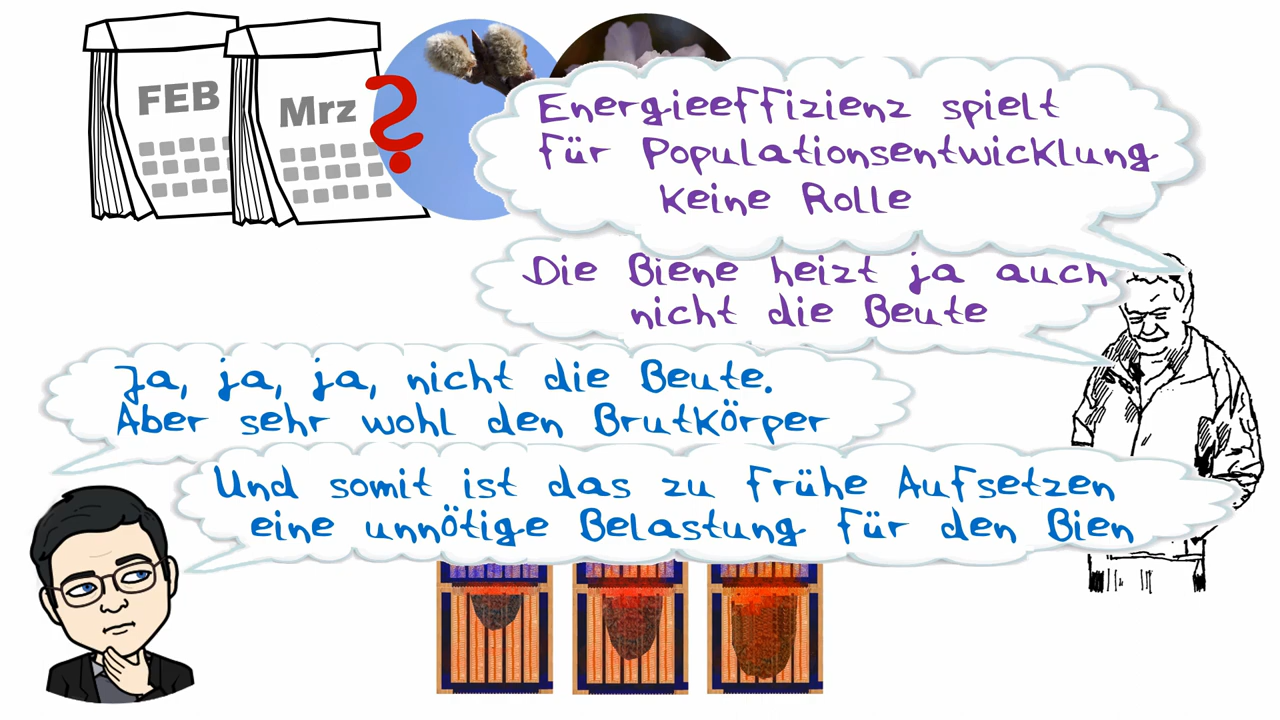 FEB
Mrz
?
Energieeffizienz spielt
für Populationsentwicklung
keine Rolle
Die Biene heizt ja auch
nicht die Beute
Ja, ja, ja, nicht die Beute.
Aber sehr wohl den Brutkörper
Und somit ist das zu frühe Aufsetzen
eine unnötige Belastung für den Bien